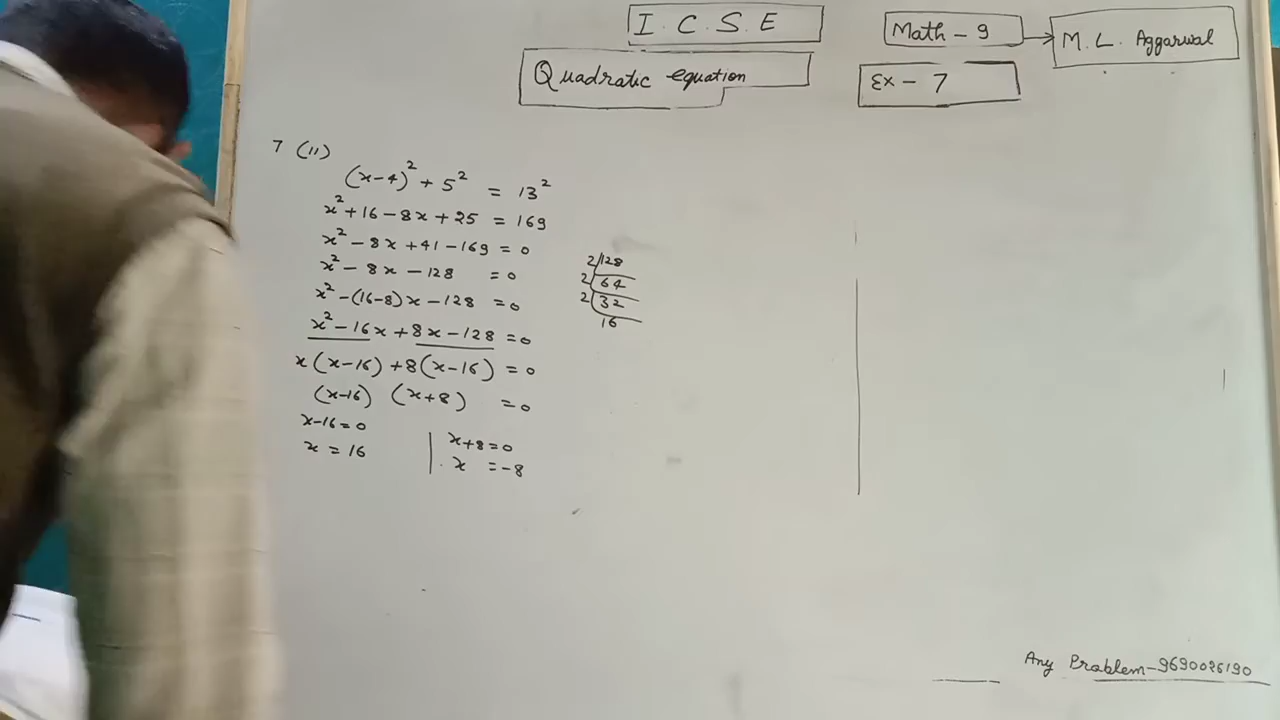 I. C. S. E
Math - 9 → M. L. Aggarwal
Quadratic equation
Ex - 7
7 (11)
(x-4)² + 5² = 13²
x² + 16 - 8x + 25 = 169
x² - 8x + 41 - 169 = 0
x² - 8x - 128 = 0
x² - (16-8)x - 128 = 0
x² - 16x + 8x - 128 = 0
x (x-16) + 8(x-16) = 0
(x-16) (x+8) = 0
x-16 = 0
x = 16
x+8 = 0
x = -8
2 128
2 64
2 32
16
Any Problem-9690026190